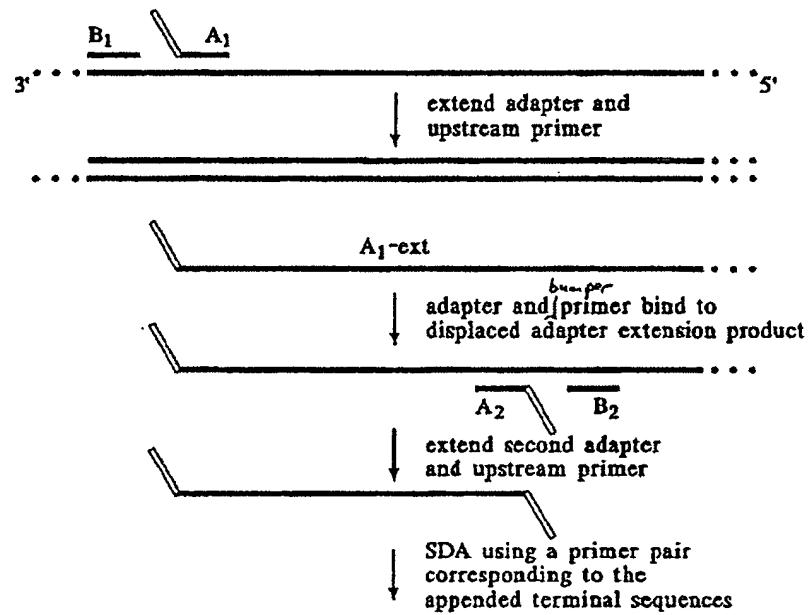 B1 A1
3' 5'
extend adapter and
upstream primer
A1-ext
bumper
adapter and primer bind to
displaced adapter extension product
A2 B2
extend second adapter
and upstream primer
SDA using a primer pair
corresponding to the
appended terminal sequences